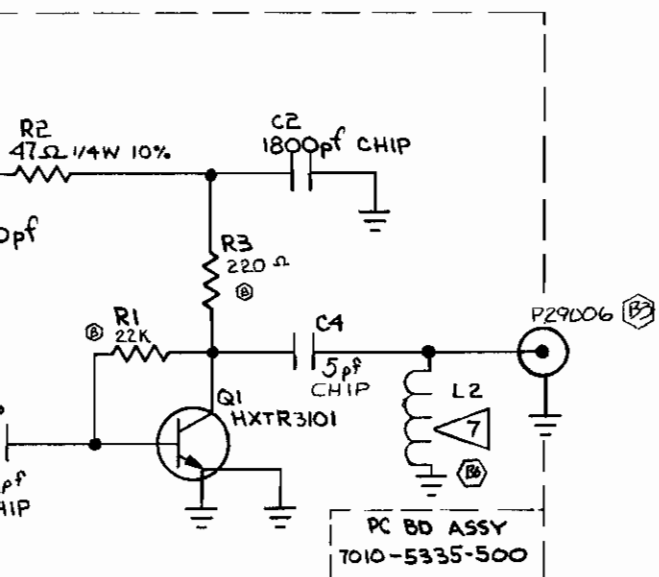 R2
47Ω 1/4W 10%
C2
1800pf CHIP
0pf
R3
220 Ω
B
B
R1
22K
C4
5pf
CHIP
P29006 B3
Q1
HXTR3101
L2
7
B6
pf
HIP
PC BD ASSY
7010-5335-500